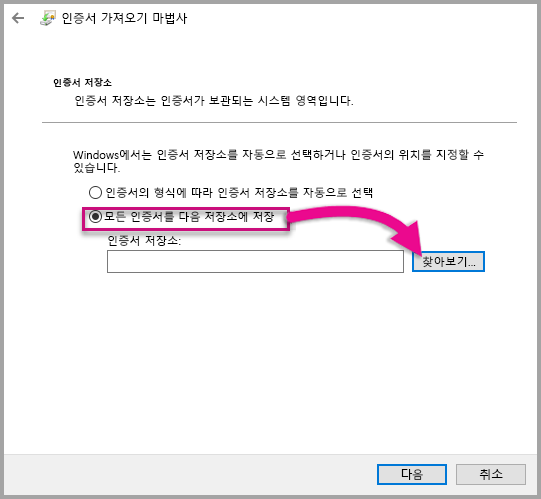 인증서 가져오기 마법사
인증서 저장소
인증서 저장소는 인증서가 보관되는 시스템 영역입니다.
Windows에서는 인증서 저장소를 자동으로 선택하거나 인증서의 위치를 지정할 수
있습니다.
인증서의 형식에 따라 인증서 저장소를 자동으로 선택
모든 인증서를 다음 저장소에 저장
인증서 저장소:
찾아보기...
다음
취소